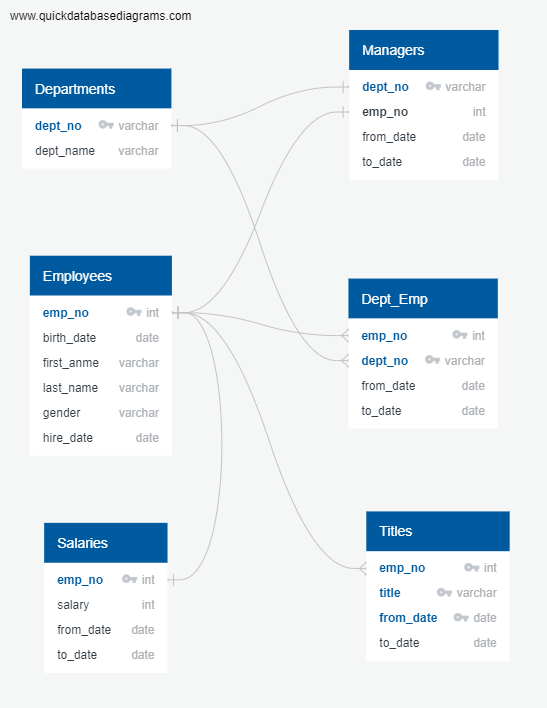 www.quickdatabasediagrams.com
Departments
dept_no varchar
dept_name varchar
Managers
dept_no varchar
emp_no int
from_date date
to_date date
Employees
emp_no int
birth_date date
first_anme varchar
last_name varchar
gender varchar
hire_date date
Dept_Emp
emp_no int
dept_no varchar
from_date date
to_date date
Salaries
emp_no int
salary int
from_date date
to_date date
Titles
emp_no int
title varchar
from_date date
to_date date